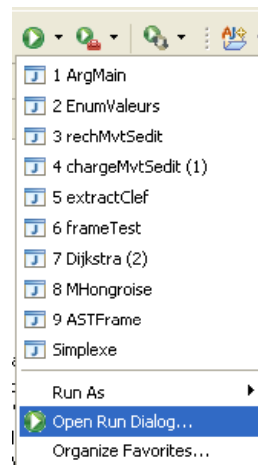 AJ
1 ArgMain
2 EnumValeurs
3 rechMvtSedit
4 chargeMvtSedit (1)
5 extractClef
6 frameTest
7 Dijkstra (2)
8 MHongroise
9 ASTFrame
Simplexe
Run As
Open Run Dialog...
Organize Favorites...